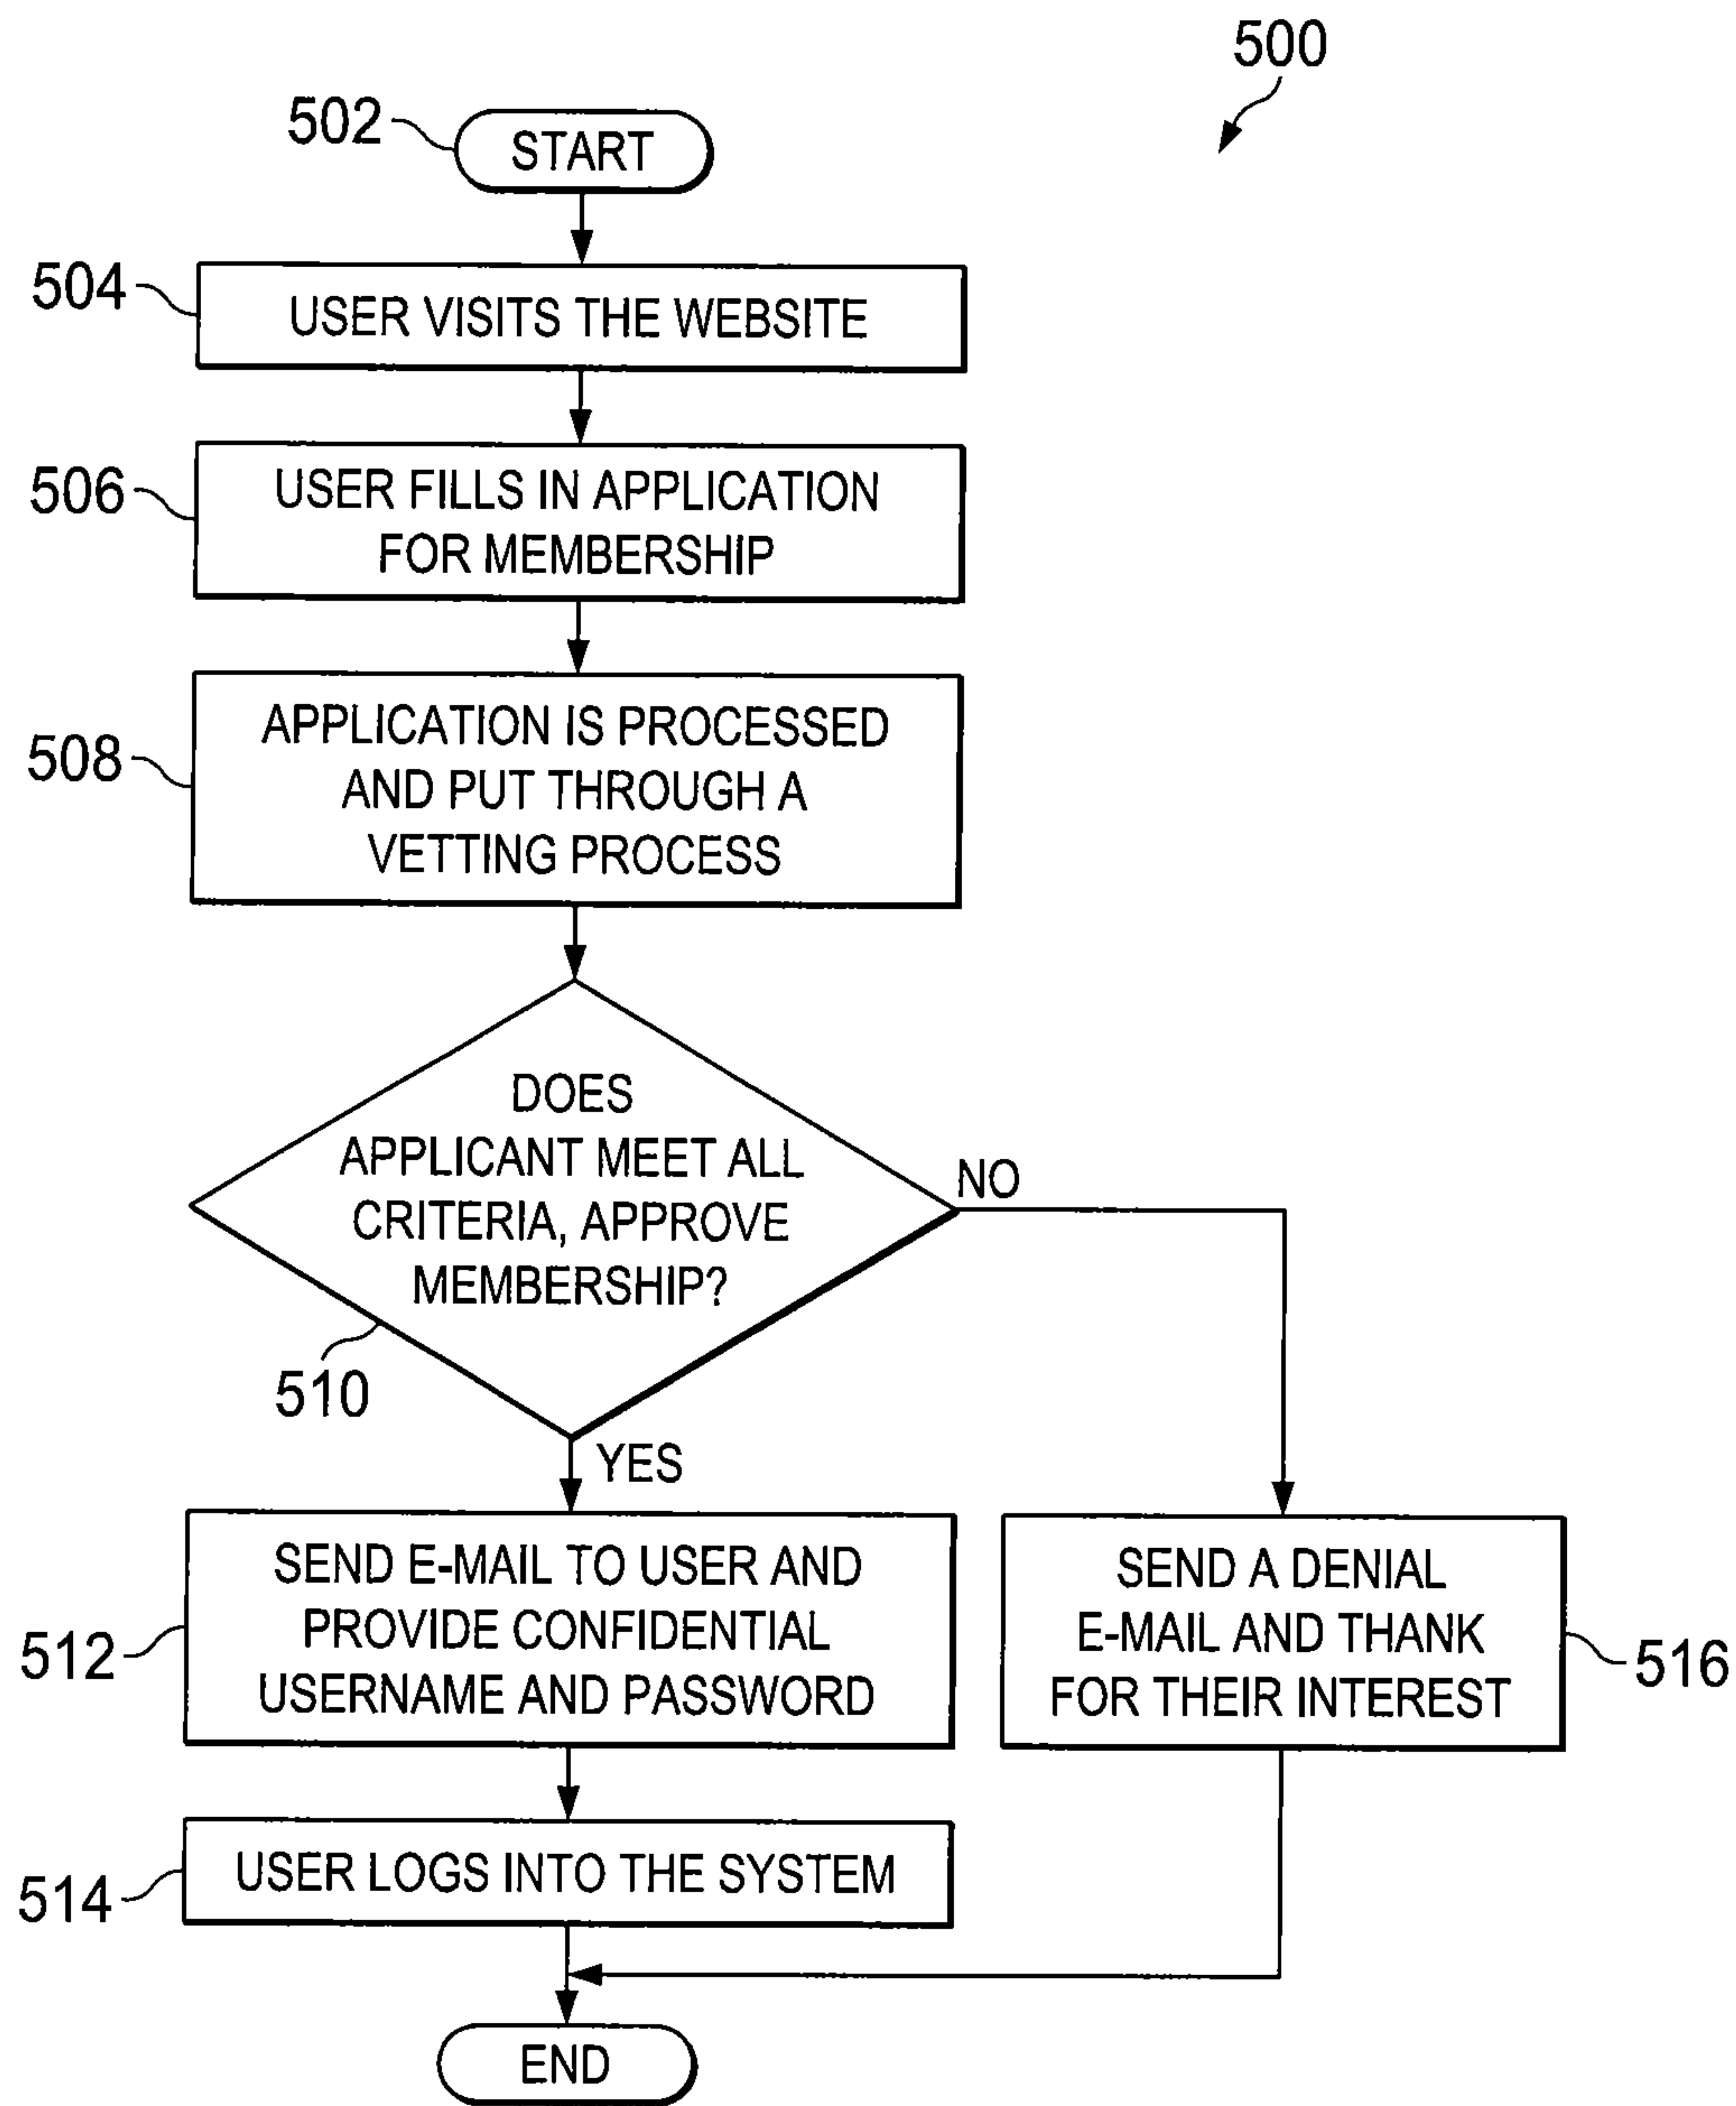 500
502
START
504
USER VISITS THE WEBSITE
506
USER FILLS IN APPLICATION
FOR MEMBERSHIP
508
APPLICATION IS PROCESSED
AND PUT THROUGH A
VETTING PROCESS
DOES
APPLICANT MEET ALL
CRITERIA, APPROVE
MEMBERSHIP?
NO
510
YES
512
SEND E-MAIL TO USER AND
PROVIDE CONFIDENTIAL
USERNAME AND PASSWORD
SEND A DENIAL
E-MAIL AND THANK
FOR THEIR INTEREST
516
514
USER LOGS INTO THE SYSTEM
END